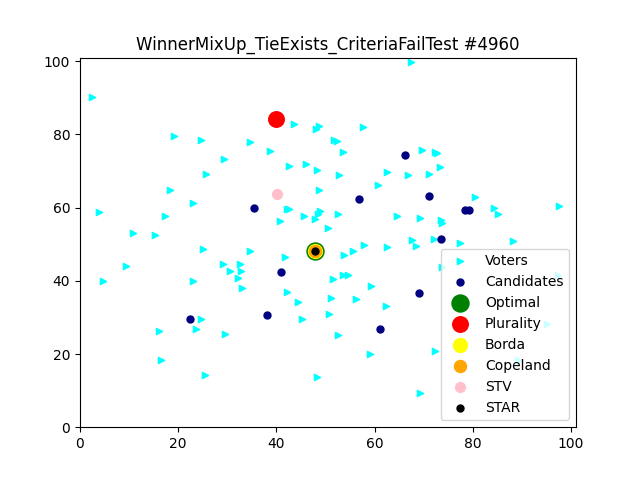 WinnerMixUp_TieExists_CriteriaFailTest #4960
100
80
60
40
20
0
0 20 40 60 80 100
Voters
Candidates
Optimal
Plurality
Borda
Copeland
STV
STAR